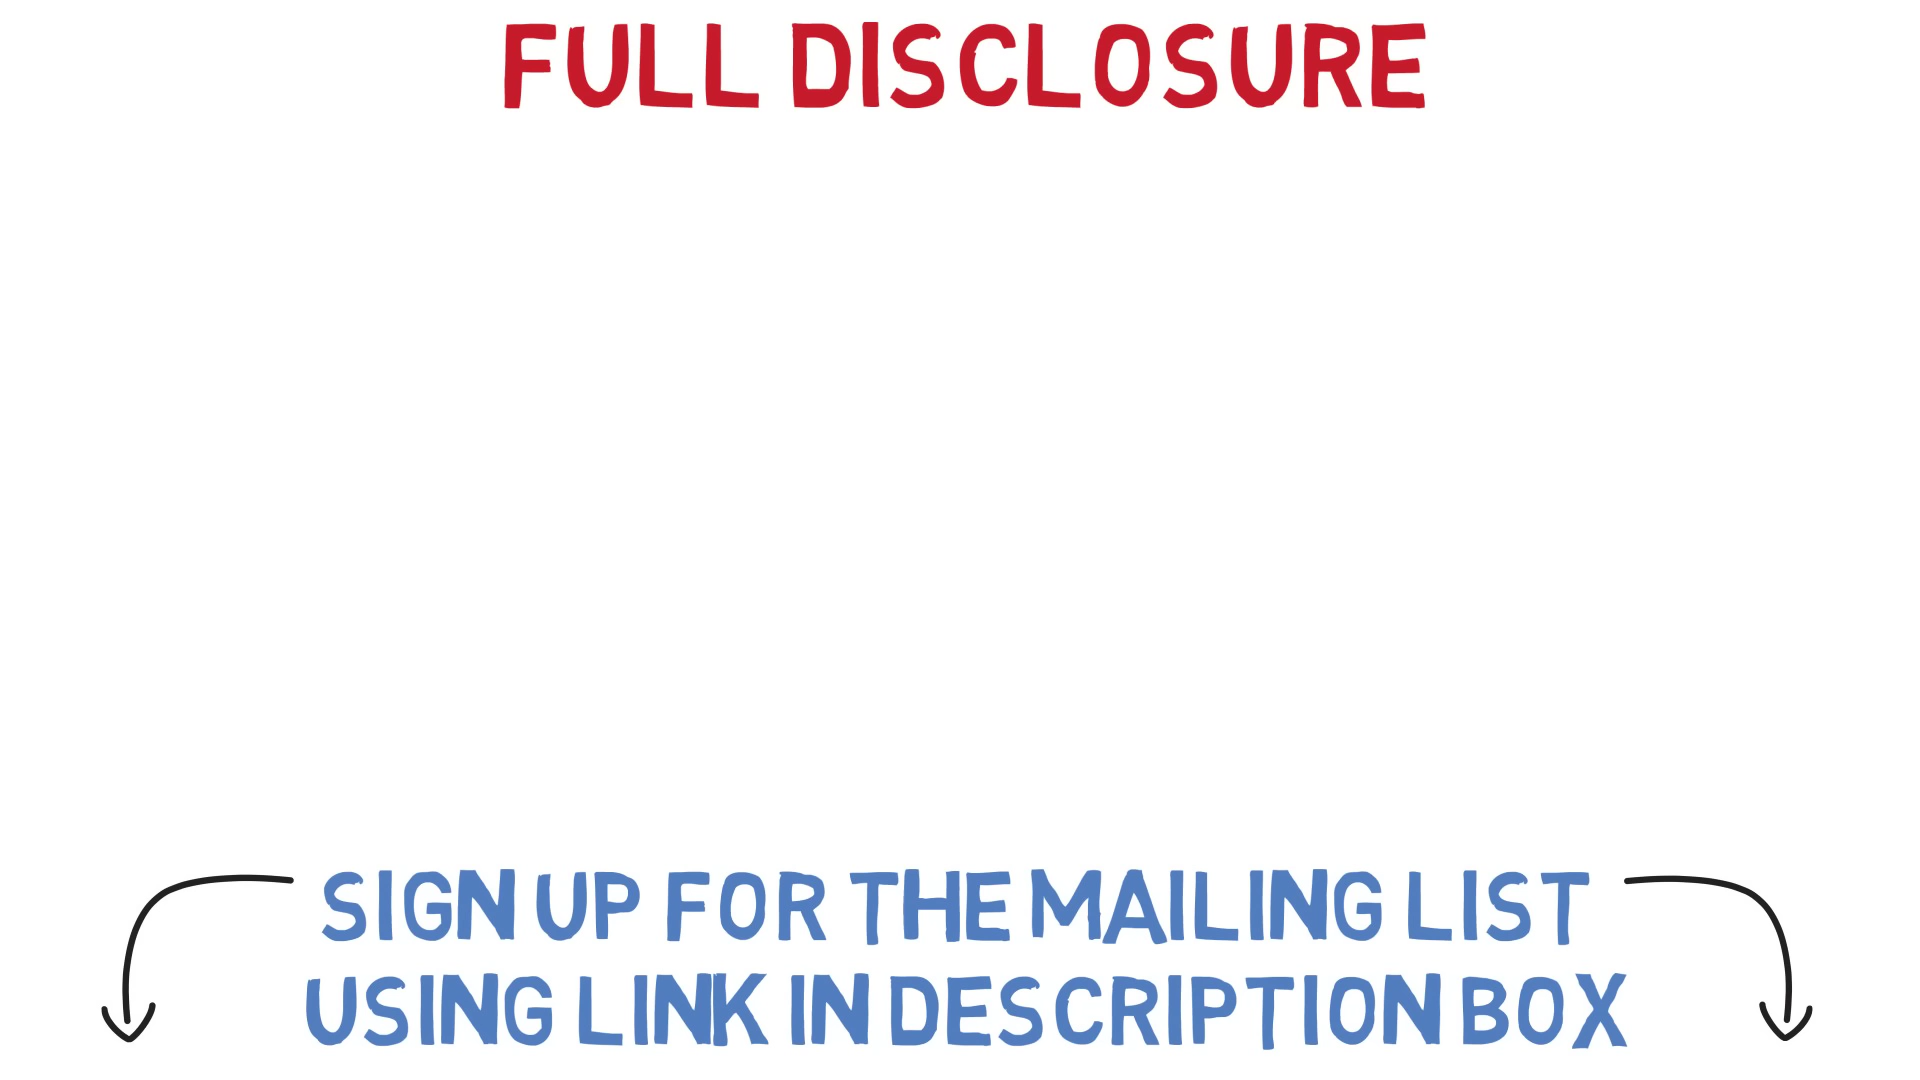 FULL DISCLOSURE
SIGN UP FOR THE MAILING LIST
USING LINK IN DESCRIPTION BOX